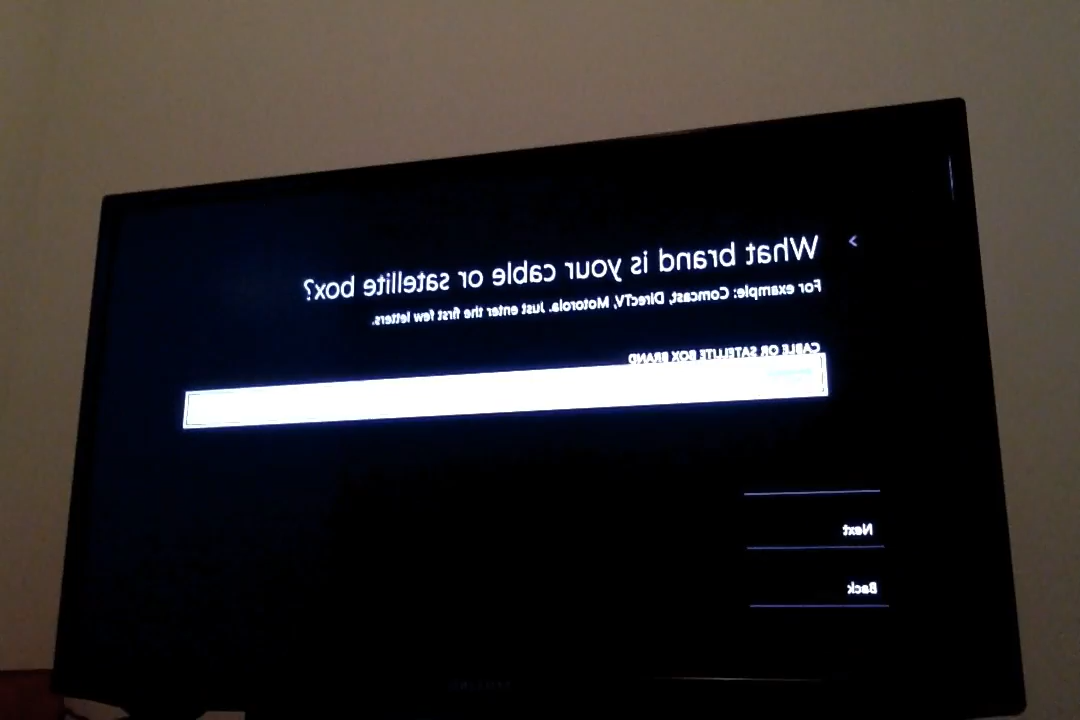 What brand is your cable or satellite box?
For example: Comcast, DirecTV, Motorola. Just enter the first few letters.
CABLE OR SATELLITE BOX BRAND
Next
Back